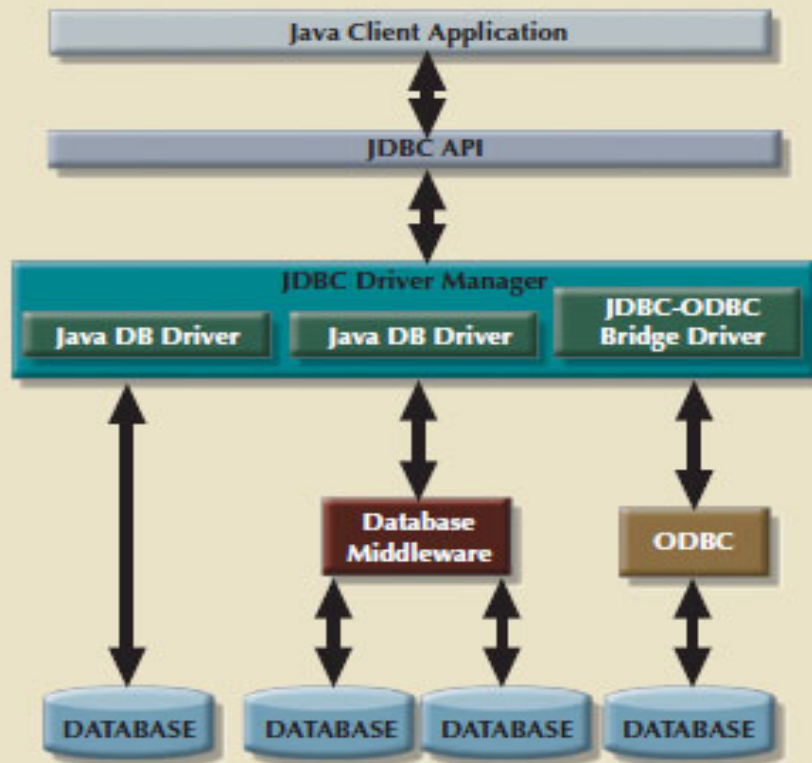 Java Client Application
JDBC API
JDBC Driver Manager
Java DB Driver
Java DB Driver
JDBC-ODBC
Bridge Driver
Database
Middleware
ODBC
DATABASE
DATABASE
DATABASE
DATABASE